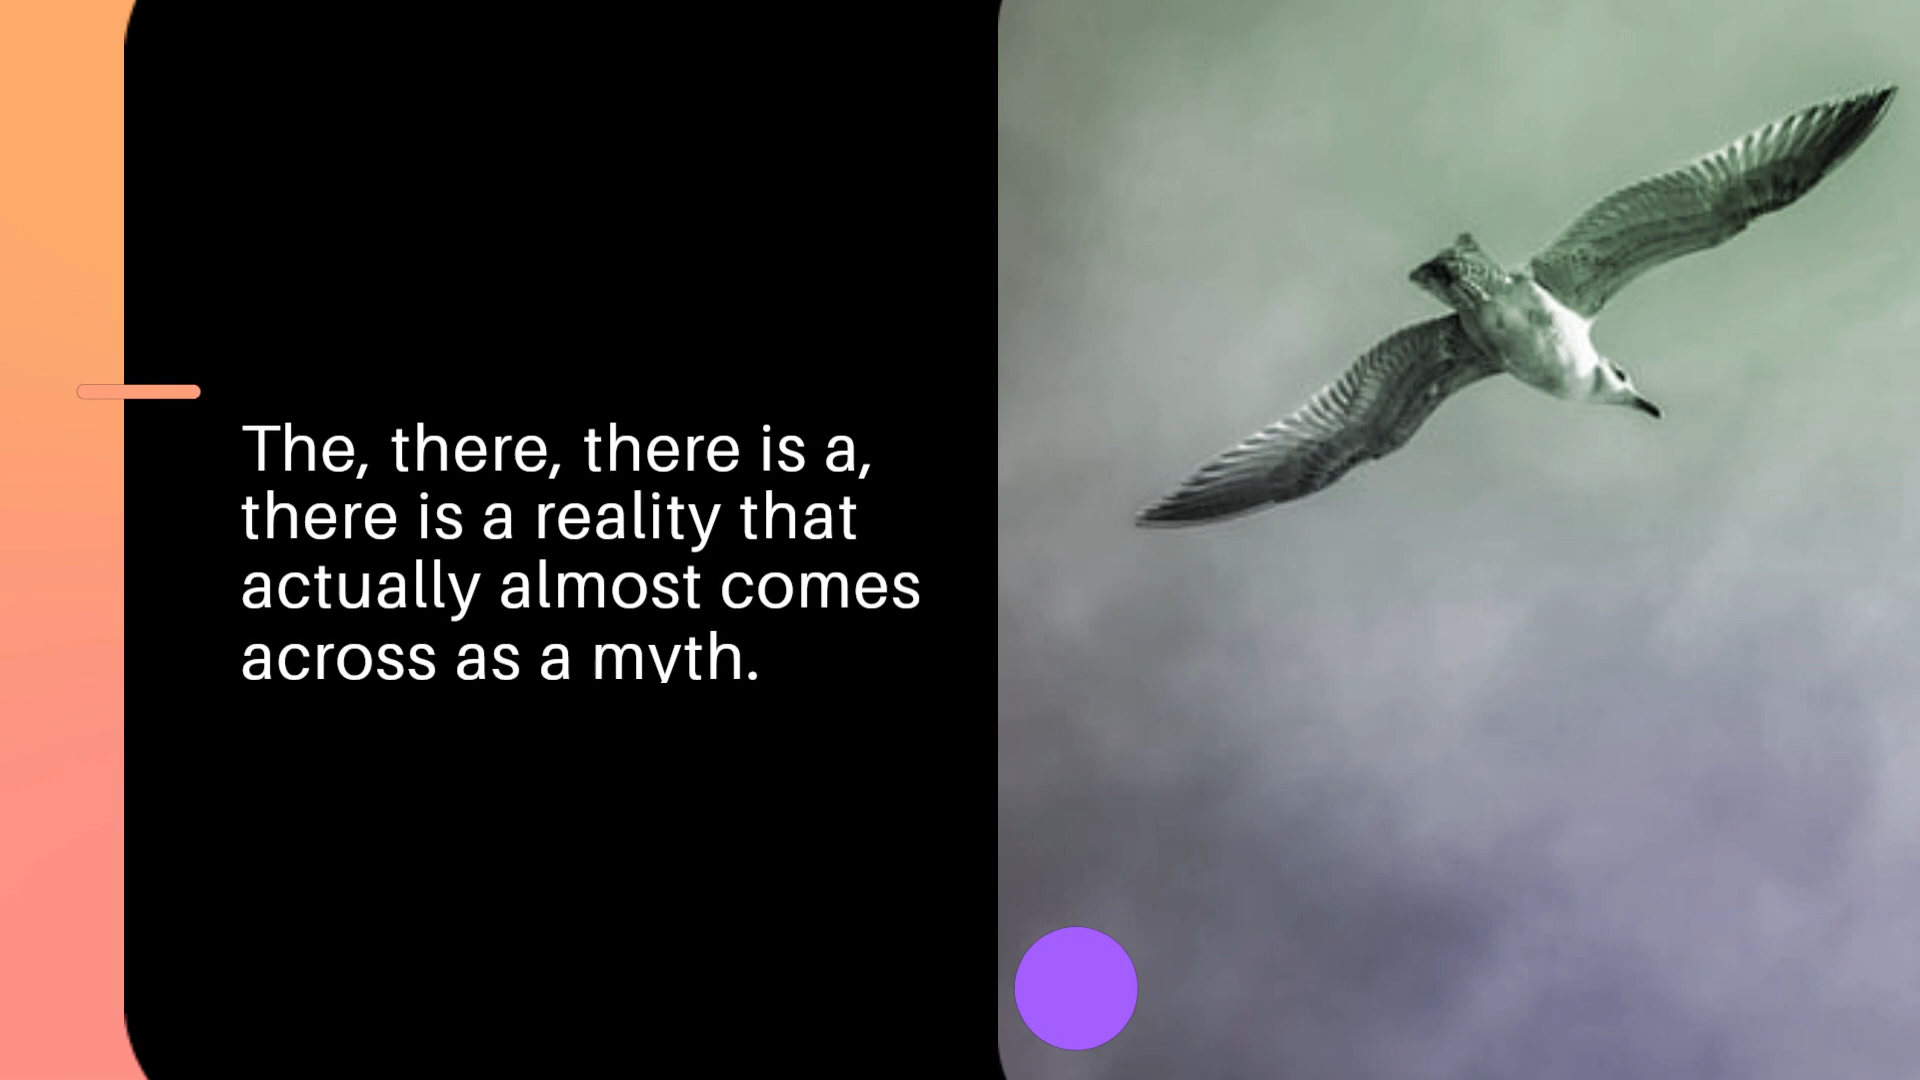 The, there, there is a,
there is a reality that
actually almost comes
across as a myth.